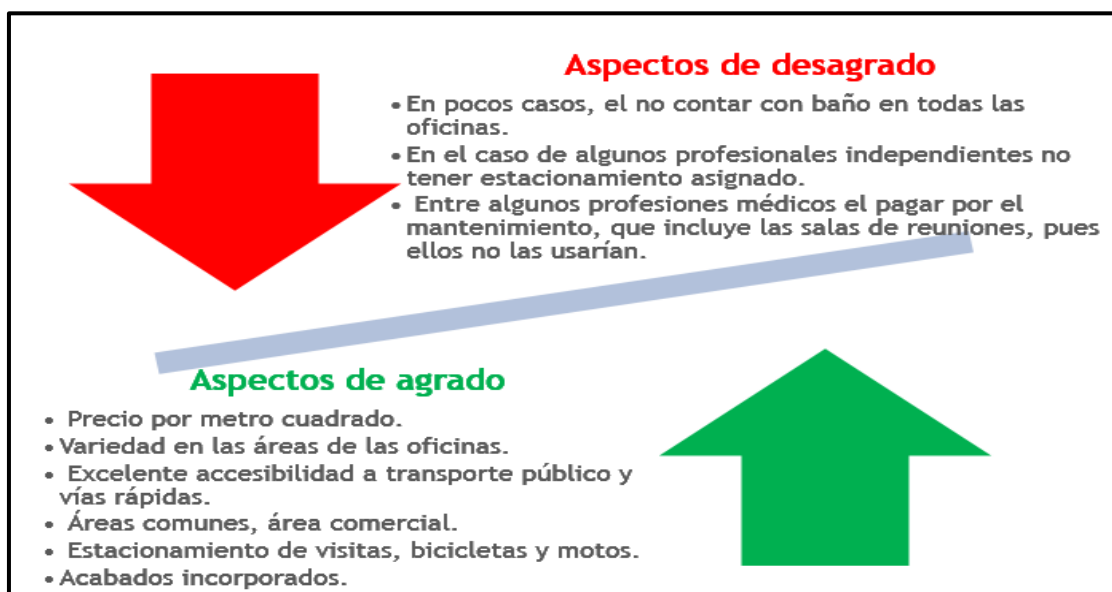 Aspectos de desagrado
• En pocos casos, el no contar con baño en todas las
oficinas.
• En el caso de algunos profesionales independientes no
tener estacionamiento asignado.
• Entre algunos profesiones médicos el pagar por el
mantenimiento, que incluye las salas de reuniones, pues
ellos no las usarían.
Aspectos de agrado
• Precio por metro cuadrado.
• Variedad en las áreas de las oficinas.
• Excelente accesibilidad a transporte público y
vías rápidas.
• Áreas comunes, área comercial.
• Estacionamiento de visitas, bicicletas y motos.
• Acabados incorporados.